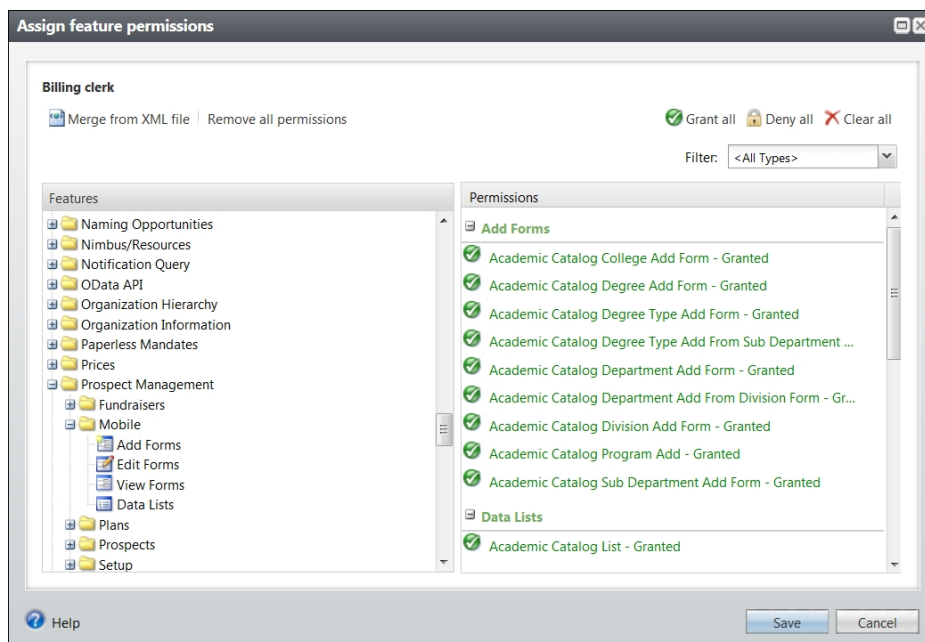 Assign feature permissions
Billing clerk
Merge from XML file
Remove all permissions
Grant all
Deny all
Clear all
Filter:
<All Types>
Features
Naming Opportunities
Nimbus/Resources
Notification Query
OData API
Organization Hierarchy
Organization Information
Paperless Mandates
Prices
Prospect Management
Fundraisers
Mobile
Add Forms
Edit Forms
View Forms
Data Lists
Plans
Prospects
Setup
Permissions
Add Forms
Academic Catalog College Add Form - Granted
Academic Catalog Degree Add Form - Granted
Academic Catalog Degree Type Add Form - Granted
Academic Catalog Degree Type Add From Sub Department ...
Academic Catalog Department Add Form - Granted
Academic Catalog Department Add From Division Form - Gr...
Academic Catalog Division Add Form - Granted
Academic Catalog Program Add - Granted
Academic Catalog Sub Department Add Form - Granted
Data Lists
Academic Catalog List - Granted
Help
Save
Cancel